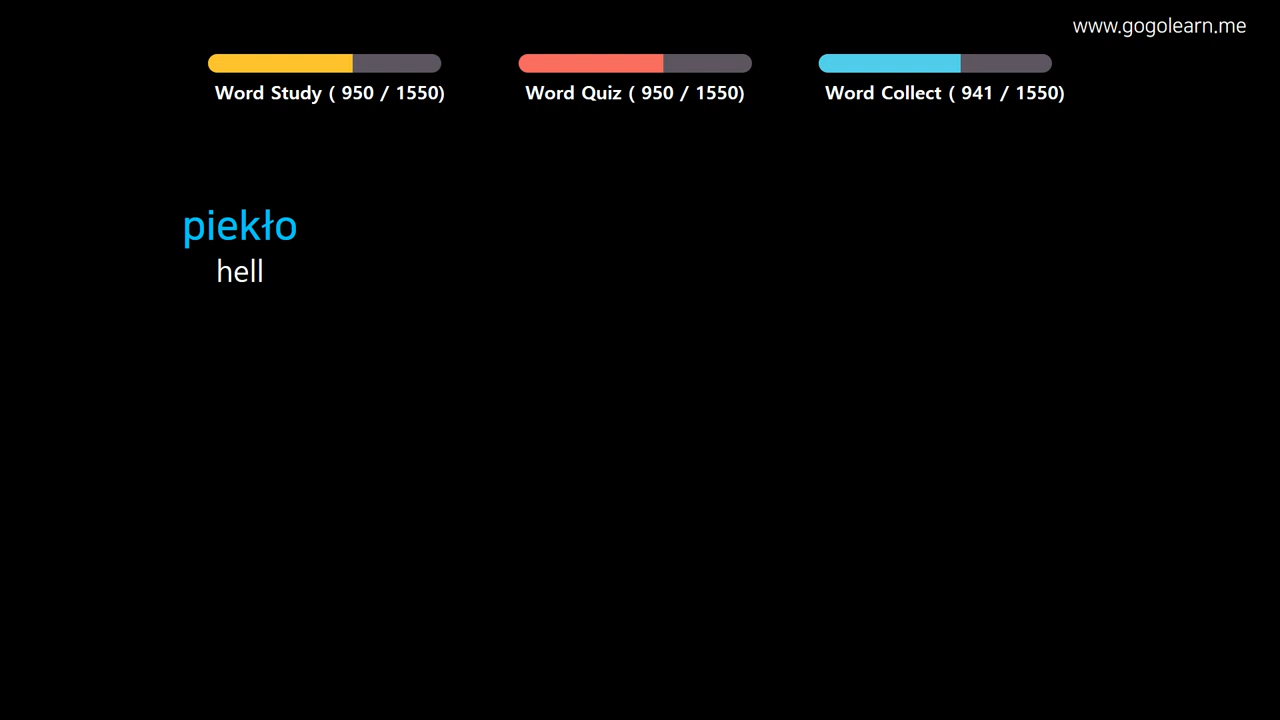 www.gogolearn.me
Word Study ( 950 / 1550)
Word Quiz ( 950 / 1550)
Word Collect ( 941 / 1550)
piekło
hell